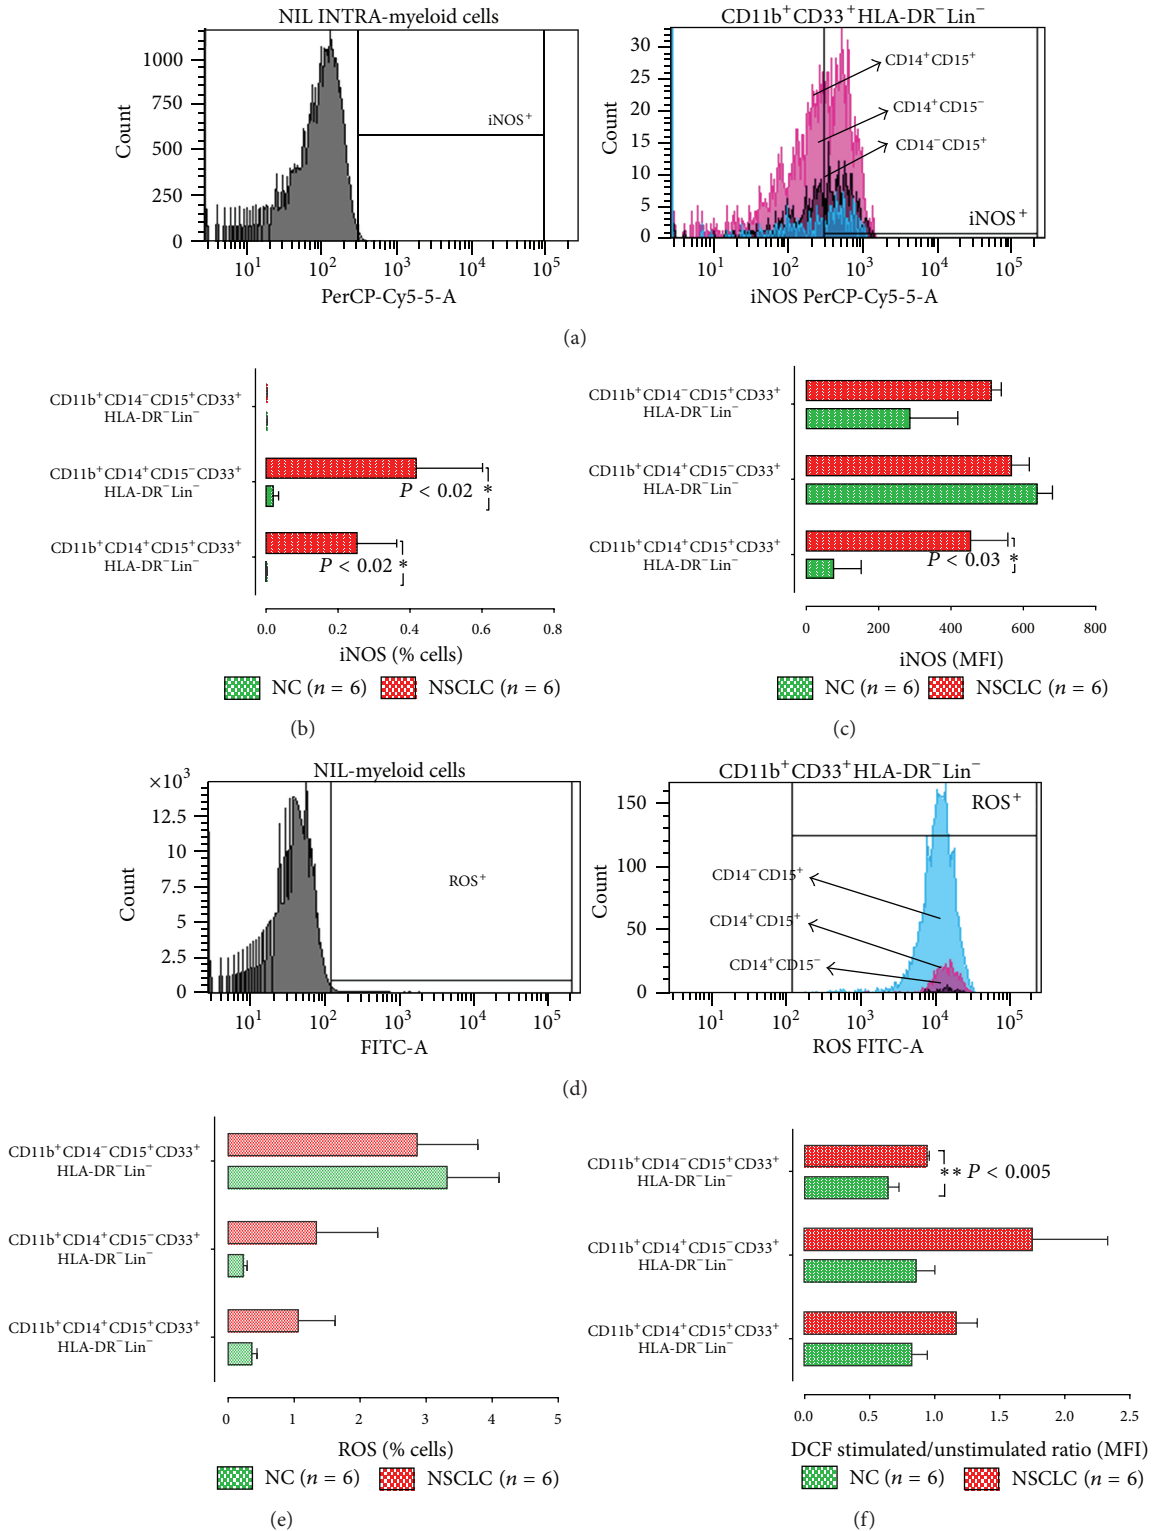 NIL INTRA-myeloid cells
1000
750
500
250
0
Count
iNOS⁺
10¹ 10² 10³ 10⁴ 10⁵
PerCP-Cy5-5-A
CD11b⁺CD33⁺HLA-DR⁻Lin⁻
30
25
20
15
10
5
0
Count
CD14⁺CD15⁺
CD14⁺CD15⁻
CD14⁻CD15⁺
iNOS⁺
10¹ 10² 10³ 10⁴ 10⁵
iNOS PerCP-Cy5-5-A
(a)
CD11b⁺CD14⁻CD15⁺CD33⁺
HLA-DR⁻Lin⁻
CD11b⁺CD14⁺CD15⁻CD33⁺
HLA-DR⁻Lin⁻
P < 0.02 *
CD11b⁺CD14⁺CD15⁺CD33⁺
HLA-DR⁻Lin⁻
P < 0.02 *
0.0 0.2 0.4 0.6 0.8
iNOS (% cells)
NC (n = 6) NSCLC (n = 6)
(b)
CD11b⁺CD14⁻CD15⁺CD33⁺
HLA-DR⁻Lin⁻
CD11b⁺CD14⁺CD15⁻CD33⁺
HLA-DR⁻Lin⁻
CD11b⁺CD14⁺CD15⁺CD33⁺
HLA-DR⁻Lin⁻
P < 0.03 *
0 200 400 600 800
iNOS (MFI)
NC (n = 6) NSCLC (n = 6)
(c)
NIL-myeloid cells
×10³
12.5
10
7.5
5
2.5
0
Count
ROS⁺
10¹ 10² 10³ 10⁴ 10⁵
FITC-A
CD11b⁺CD33⁺HLA-DR⁻Lin⁻
150
100
50
0
Count
ROS⁺
CD14⁻CD15⁺
CD14⁺CD15⁺
CD14⁺CD15⁻
10¹ 10² 10³ 10⁴ 10⁵
ROS FITC-A
(d)
CD11b⁺CD14⁻CD15⁺CD33⁺
HLA-DR⁻Lin⁻
CD11b⁺CD14⁺CD15⁻CD33⁺
HLA-DR⁻Lin⁻
CD11b⁺CD14⁺CD15⁺CD33⁺
HLA-DR⁻Lin⁻
0 1 2 3 4 5
ROS (% cells)
NC (n = 6) NSCLC (n = 6)
(e)
CD11b⁺CD14⁻CD15⁺CD33⁺
HLA-DR⁻Lin⁻
** P < 0.005
CD11b⁺CD14⁺CD15⁻CD33⁺
HLA-DR⁻Lin⁻
CD11b⁺CD14⁺CD15⁺CD33⁺
HLA-DR⁻Lin⁻
0.0 0.5 1.0 1.5 2.0 2.5
DCF stimulated/unstimulated ratio (MFI)
NC (n = 6) NSCLC (n = 6)
(f)